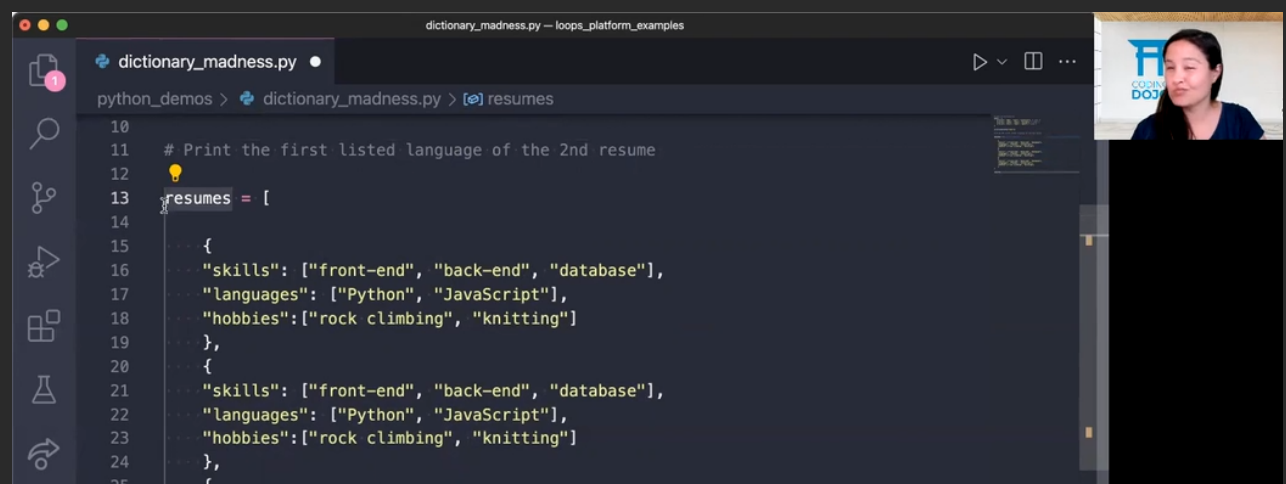 dictionary_madness.py — loops_platform_examples
1
dictionary_madness.py
python_demos > dictionary_madness.py > resumes
10
11 # Print the first listed language of the 2nd resume
12
13 resumes = [
14
15 {
16 "skills": ["front-end", "back-end", "database"],
17 "languages": ["Python", "JavaScript"],
18 "hobbies":["rock climbing", "knitting"]
19 },
20 {
21 "skills": ["front-end", "back-end", "database"],
22 "languages": ["Python", "JavaScript"],
23 "hobbies":["rock climbing", "knitting"]
24 },
{
CODING